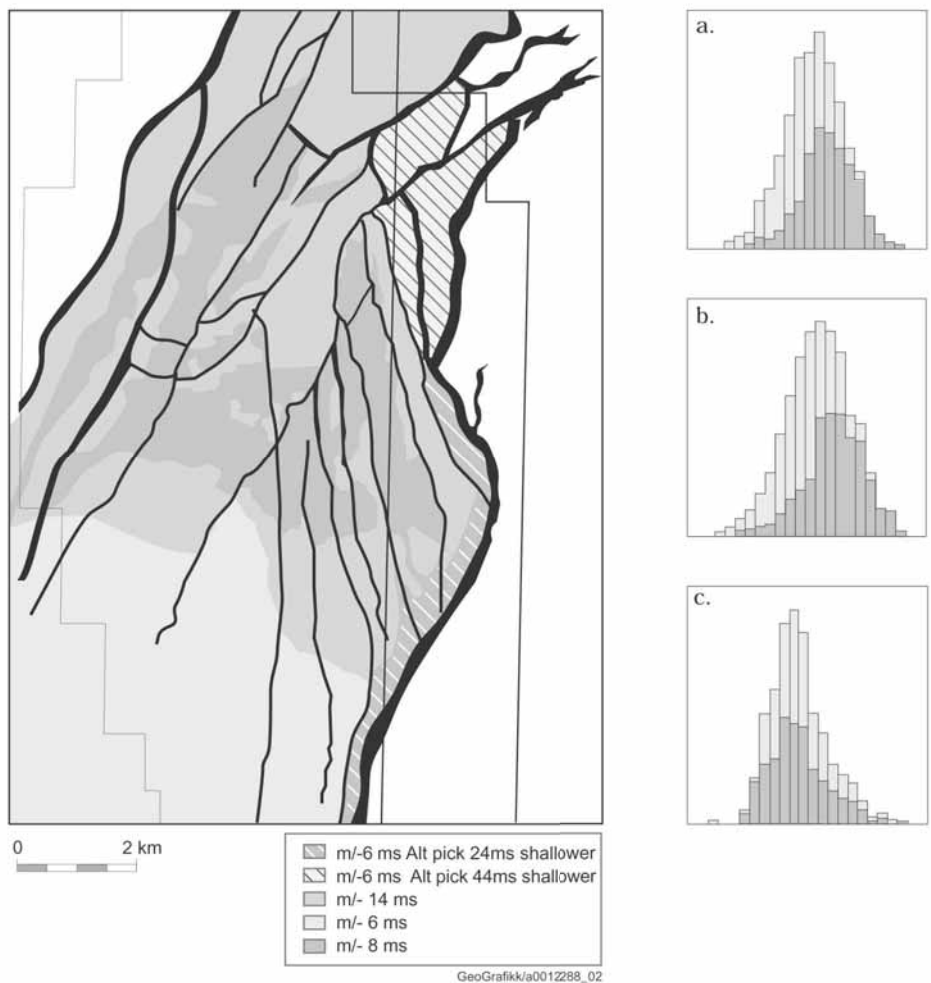 a.
b.
c.
0 2 km
m/-6 ms Alt pick 24ms shallower
m/-6 ms Alt pick 44ms shallower
m/- 14 ms
m/- 6 ms
m/- 8 ms
GeoGrafikk/a0012288_02